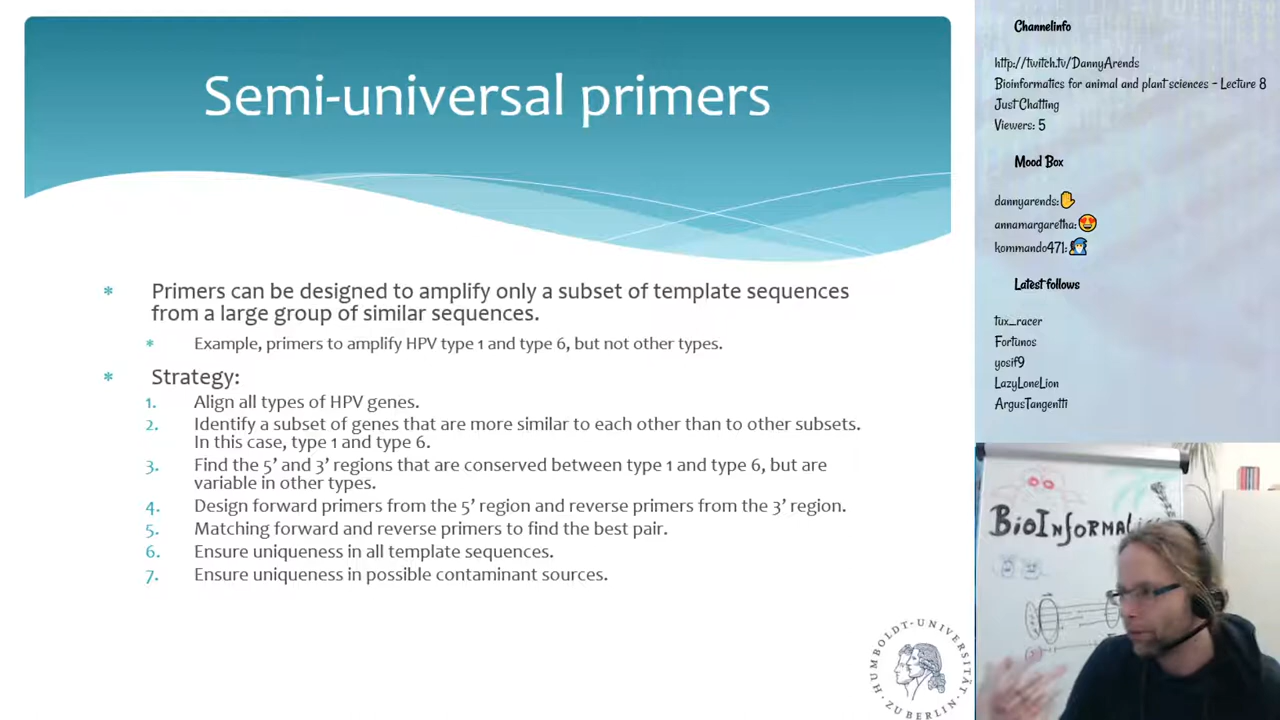 Semi-universal primers
Primers can be designed to amplify only a subset of template sequences
from a large group of similar sequences.
Example, primers to amplify HPV type 1 and type 6, but not other types.
Strategy:
1. Align all types of HPV genes.
2. Identify a subset of genes that are more similar to each other than to other subsets.
In this case, type 1 and type 6.
3. Find the 5' and 3' regions that are conserved between type 1 and type 6, but are
variable in other types.
4. Design forward primers from the 5' region and reverse primers from the 3' region.
5. Matching forward and reverse primers to find the best pair.
6. Ensure uniqueness in all template sequences.
7. Ensure uniqueness in possible contaminant sources.
HUMBOLDT-UNIVERSITÄT
ZU BERLIN
Channelinfo
http://twitch.tv/DannyArends
Bioinformatics for animal and plant sciences - Lecture 8
Just Chatting
Viewers: 5
Mood Box
dannyarends:✋
annamargaretha:😍
kommando471:
Latest follows
tux_racer
Fortunos
yosif9
LazyLoneLion
ArgusTangentti
BioInformati